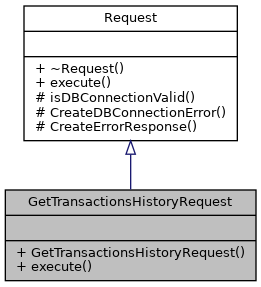 Request
+ ~Request()
+ execute()
# isDBConnectionValid()
# CreateDBConnectionError()
# CreateErrorResponse()
GetTransactionsHistoryRequest
+ GetTransactionsHistoryRequest()
+ execute()